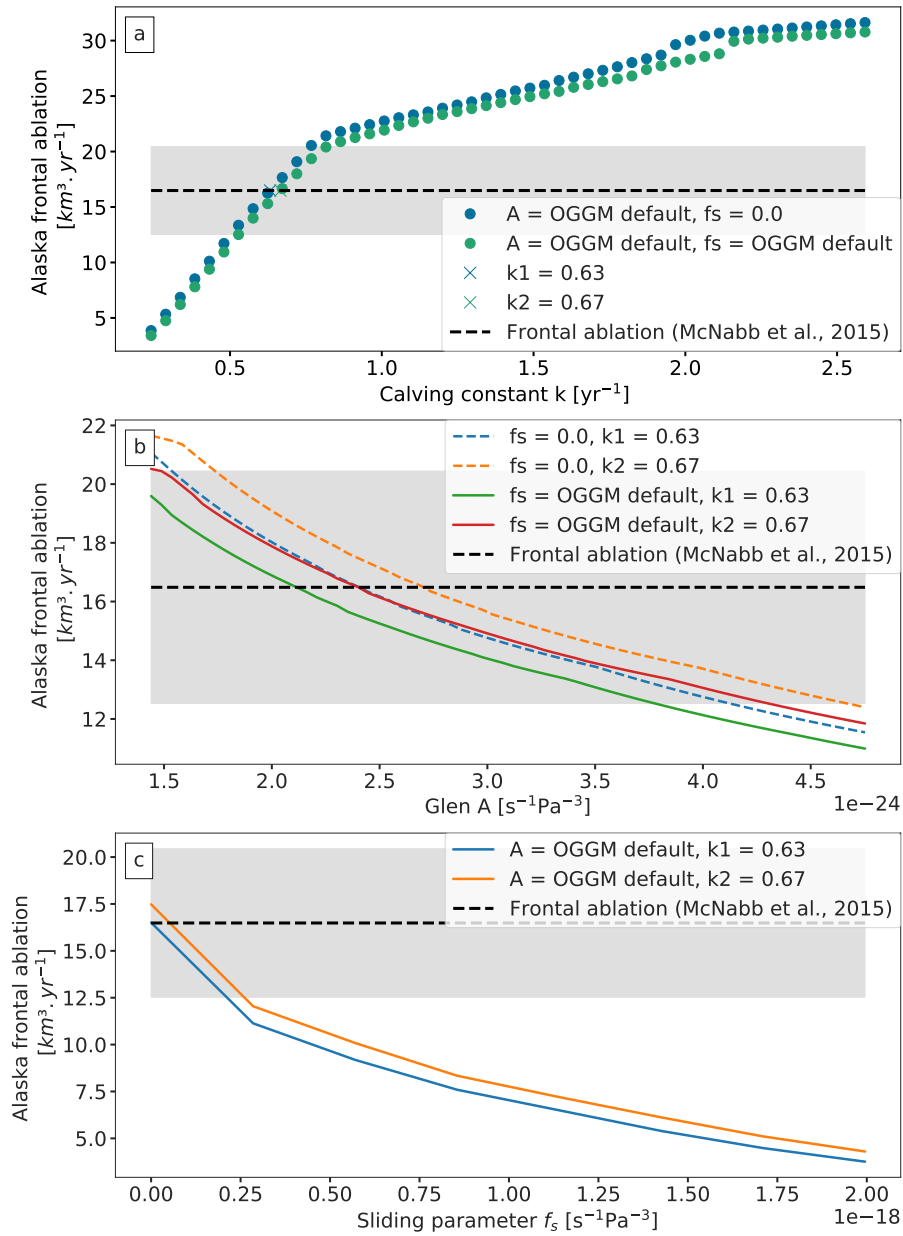 a
Alaska frontal ablation
[km³.yr⁻¹]
30
25
20
15
10
5
A = OGGM default, fs = 0.0
A = OGGM default, fs = OGGM default
k1 = 0.63
k2 = 0.67
Frontal ablation (McNabb et al., 2015)
0.5 1.0 1.5 2.0 2.5
Calving constant k [yr⁻¹]
b
Alaska frontal ablation
[km³.yr⁻¹]
22
20
18
16
14
12
fs = 0.0, k1 = 0.63
fs = 0.0, k2 = 0.67
fs = OGGM default, k1 = 0.63
fs = OGGM default, k2 = 0.67
Frontal ablation (McNabb et al., 2015)
1.5 2.0 2.5 3.0 3.5 4.0 4.5
Glen A [s⁻¹Pa⁻³]
1e−24
c
Alaska frontal ablation
[km³.yr⁻¹]
20.0
17.5
15.0
12.5
10.0
7.5
5.0
A = OGGM default, k1 = 0.63
A = OGGM default, k2 = 0.67
Frontal ablation (McNabb et al., 2015)
0.00 0.25 0.50 0.75 1.00 1.25 1.50 1.75 2.00
Sliding parameter fₛ [s⁻¹Pa⁻³]
1e−18